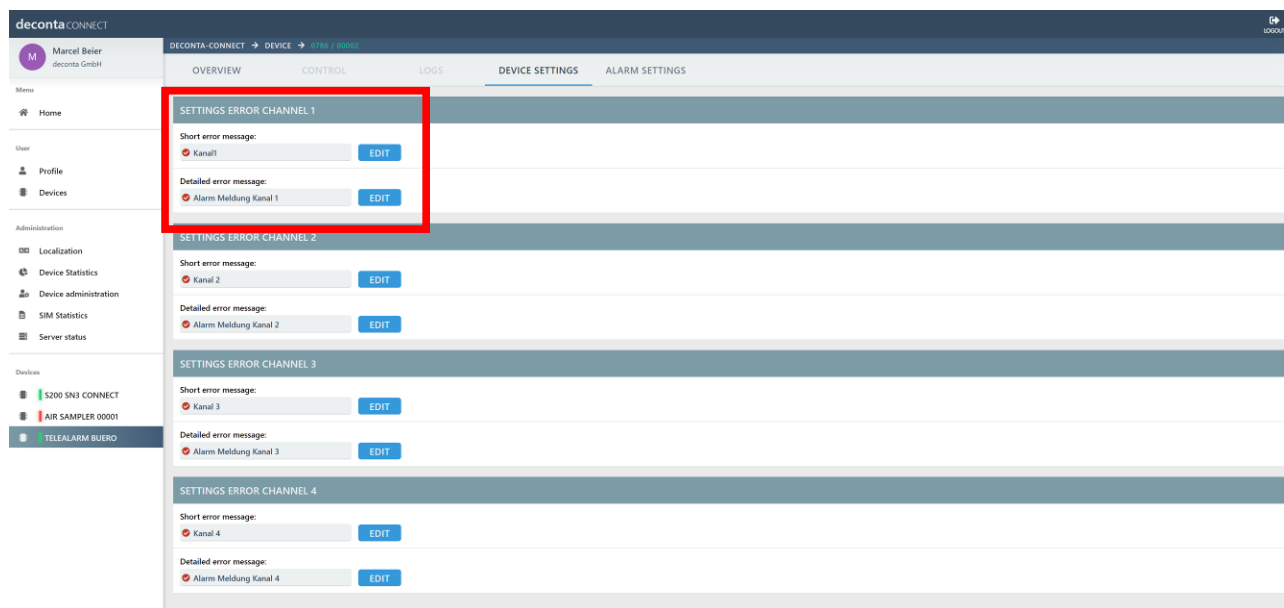 deconta CONNECT
LOGOUT
M
Marcel Beier
deconta GmbH
DECONTA-CONNECT → DEVICE → 0786 / 00002
OVERVIEW CONTROL LOGS DEVICE SETTINGS ALARM SETTINGS
Menu
Home
User
Profile
Devices
Administration
Localization
Device Statistics
Device administration
SIM Statistics
Server status
Devices
S200 SN3 CONNECT
AIR SAMPLER 00001
TELEALARM BUERO
SETTINGS ERROR CHANNEL 1
Short error message:
Kanal1 EDIT
Detailed error message:
Alarm Meldung Kanal 1 EDIT
SETTINGS ERROR CHANNEL 2
Short error message:
Kanal 2 EDIT
Detailed error message:
Alarm Meldung Kanal 2 EDIT
SETTINGS ERROR CHANNEL 3
Short error message:
Kanal 3 EDIT
Detailed error message:
Alarm Meldung Kanal 3 EDIT
SETTINGS ERROR CHANNEL 4
Short error message:
Kanal 4 EDIT
Detailed error message:
Alarm Meldung Kanal 4 EDIT